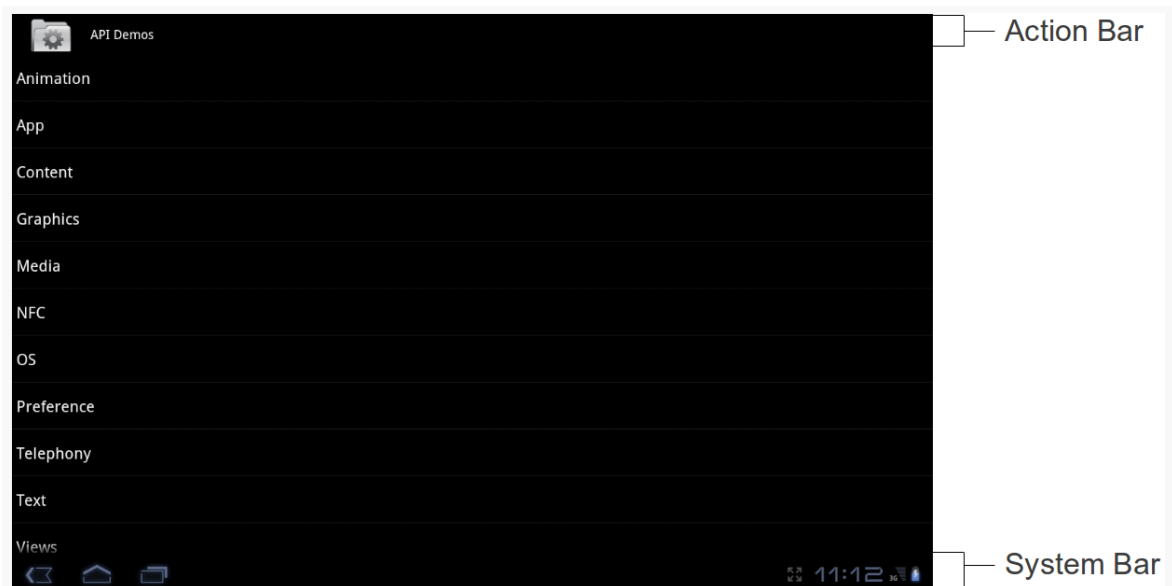 API Demos
Action Bar
Animation
App
Content
Graphics
Media
NFC
OS
Preference
Telephony
Text
Views
11:12
3G
System Bar